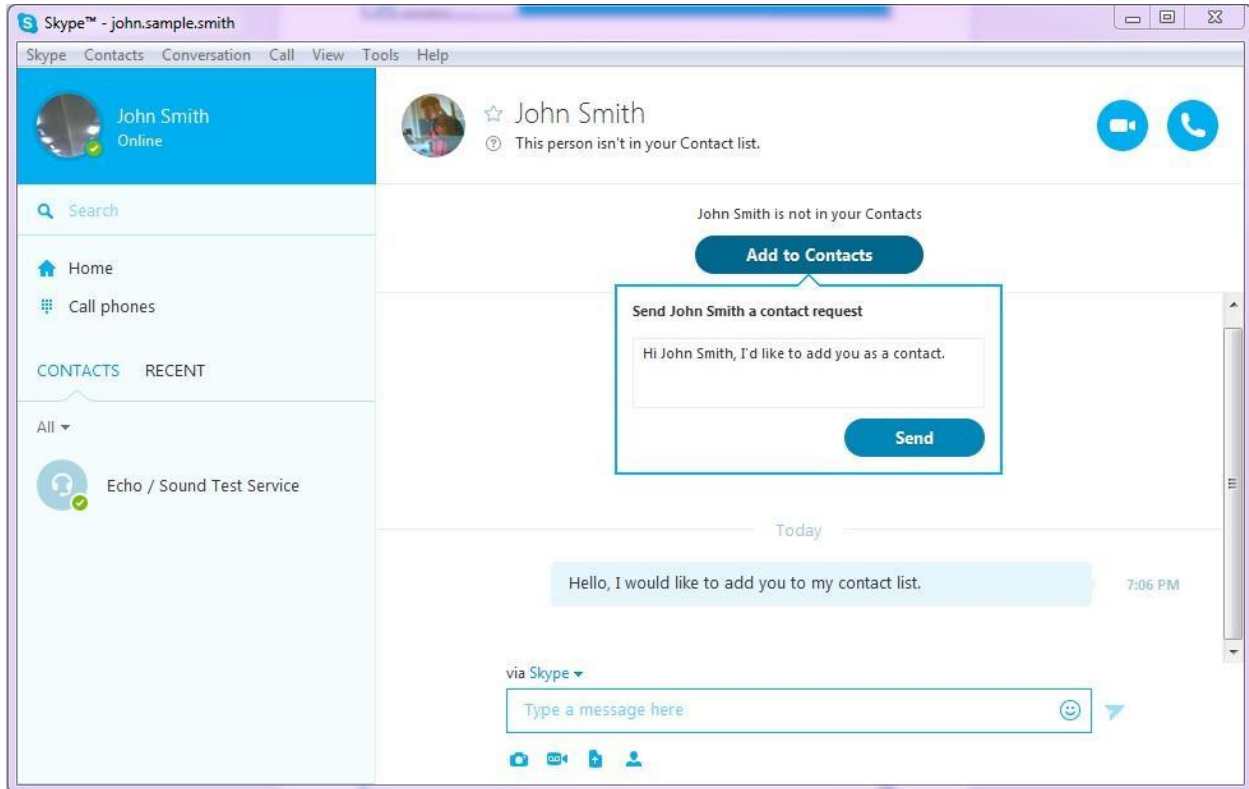 Skype™ - john.sample.smith
Skype Contacts Conversation Call View Tools Help
John Smith
Online
John Smith
This person isn't in your Contact list.
Search
Home
Call phones
CONTACTS RECENT
All
Echo / Sound Test Service
John Smith is not in your Contacts
Add to Contacts
Send John Smith a contact request
Hi John Smith, I'd like to add you as a contact.
Send
Today
Hello, I would like to add you to my contact list.
7:06 PM
via Skype
Type a message here